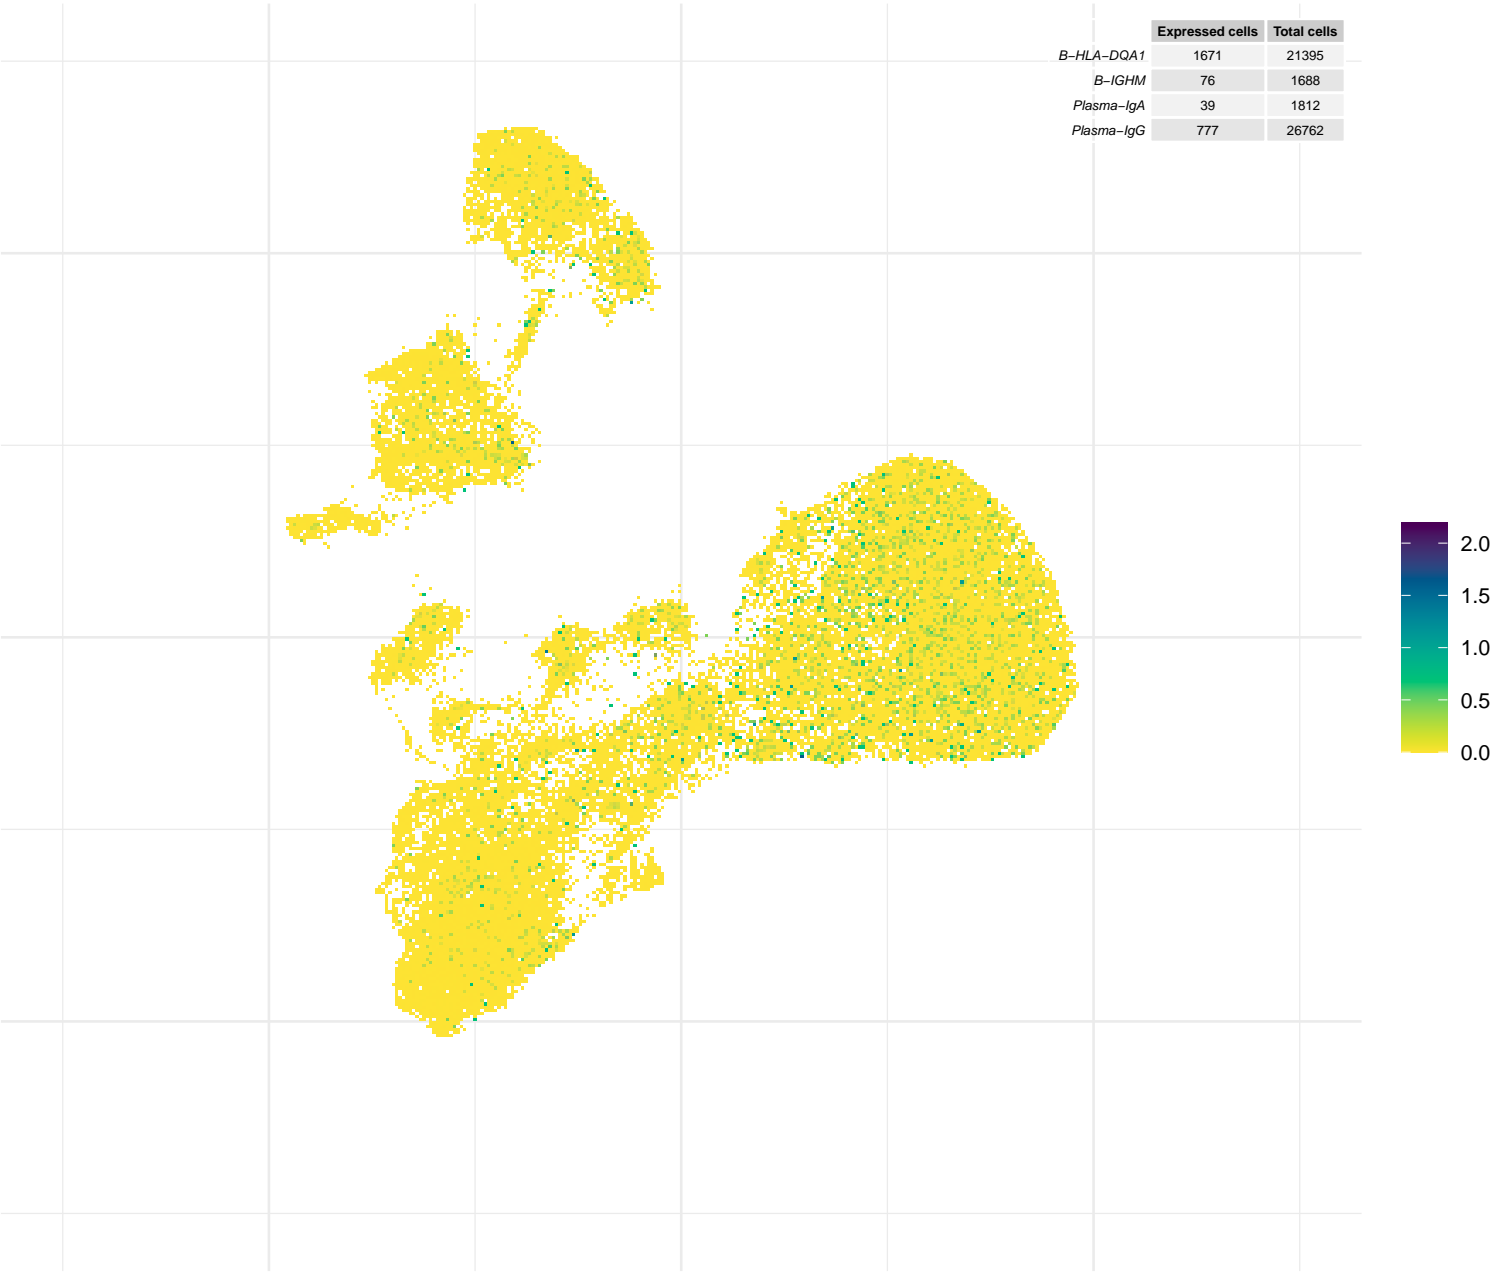 Expressed cells Total cells
B−HLA−DQA1 1671 21395
B−IGHM 76 1688
Plasma−IgA 39 1812
Plasma−IgG 777 26762
2.0
1.5
1.0
0.5
0.0